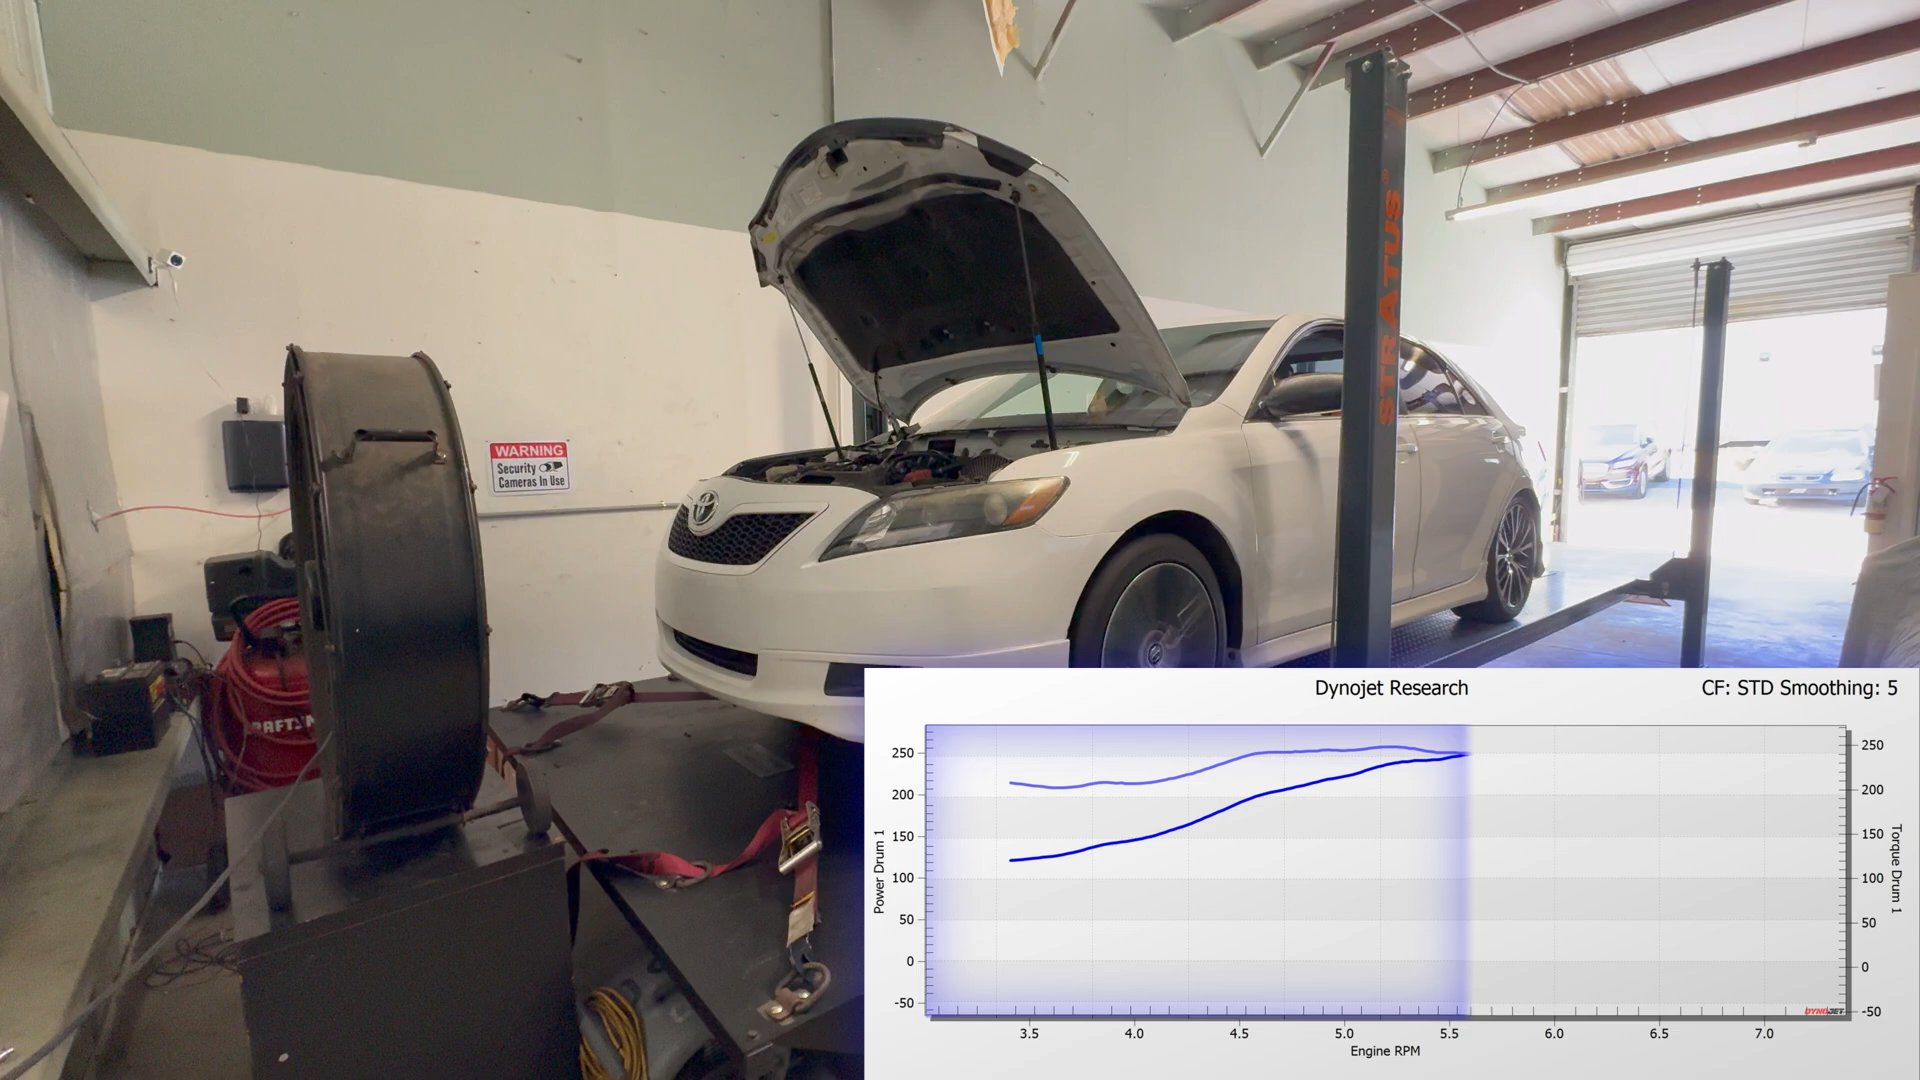 STRATUS
WARNING
Security
Cameras In Use
CRAFTSM
Dynojet Research
CF: STD Smoothing: 5
Power Drum 1
250
200
150
100
50
0
-50
250
200
150
100
50
0
-50
Torque Drum 1
3.5 4.0 4.5 5.0 5.5 6.0 6.5 7.0
Engine RPM
DYNOJET